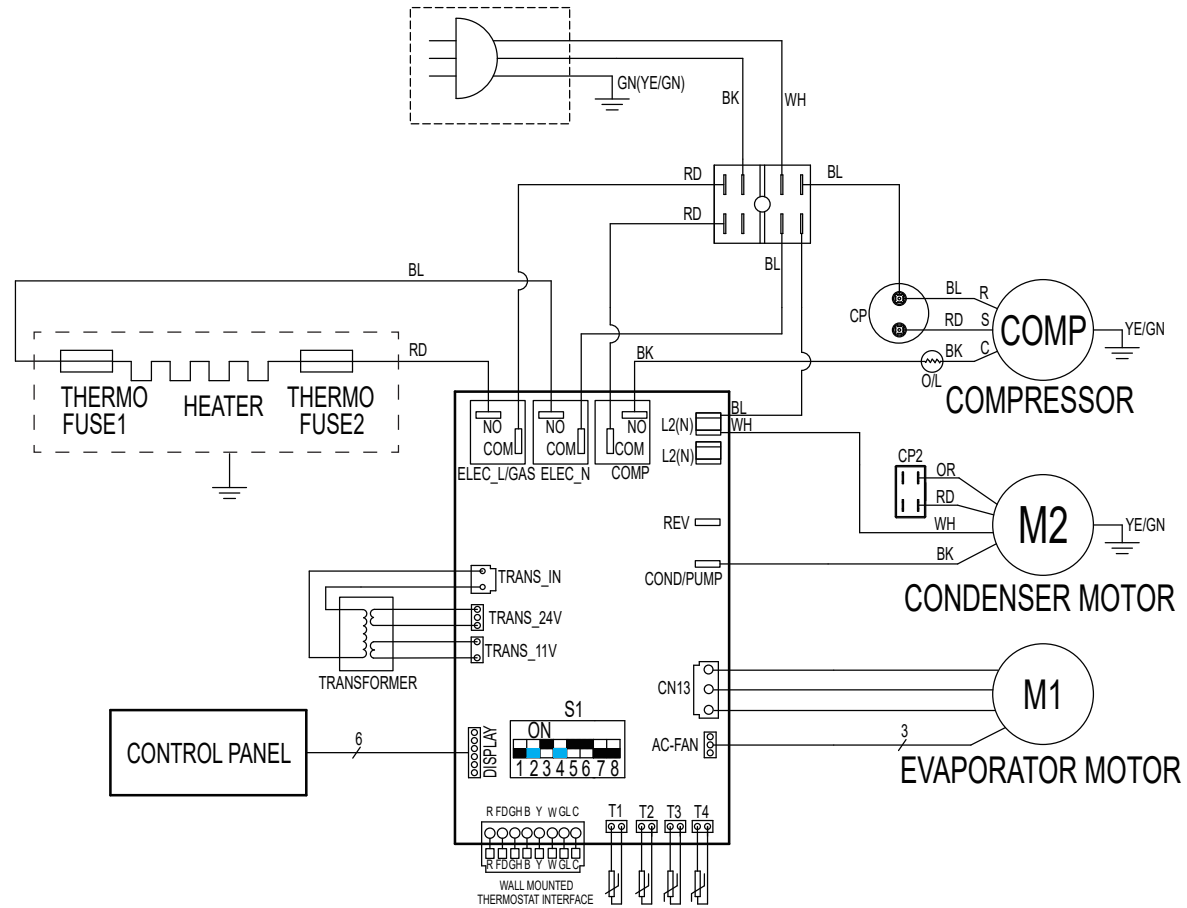 GN(YE/GN)
BK
WH
RD
BL
RD
BL
BL
BL R
CP
RD S
COMP
YE/GN
RD
BK
BK C
O/L
COMPRESSOR
THERMO
FUSE1
HEATER
THERMO
FUSE2
NO
NO
NO
COM
COM
COM
L2(N)
BL
WH
L2(N)
ELEC_L/GAS
ELEC_N
COMP
CP2
OR
RD
WH
BK
M2
YE/GN
REV
COND/PUMP
CONDENSER MOTOR
TRANS_IN
TRANS_24V
TRANS_11V
TRANSFORMER
CN13
M1
S1
ON
1 2 3 4 5 6 7 8
CONTROL PANEL
6
DISPLAY
AC-FAN
3
EVAPORATOR MOTOR
R FDGH B Y W GL C
T1 T2 T3 T4
R FDGH B Y W GL C
WALL MOUNTED
THERMOSTAT INTERFACE